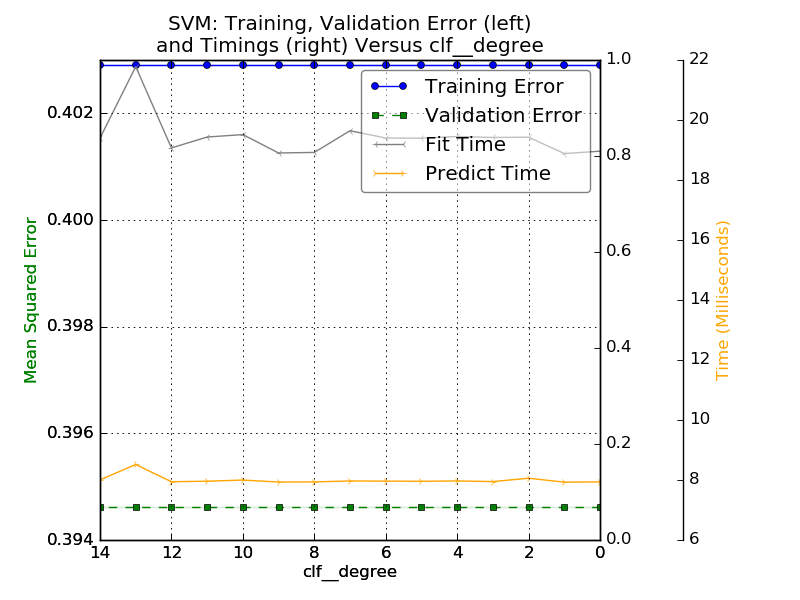 SVM: Training, Validation Error (left)
and Timings (right) Versus clf__degree
Training Error
Validation Error
Fit Time
Predict Time
Mean Squared Error
0.402
0.400
0.398
0.396
0.394
14 12 10 8 6 4 2 0
clf__degree
1.0
0.8
0.6
0.4
0.2
0.0
22
20
18
16
14
12
10
8
6
Time (Milliseconds)